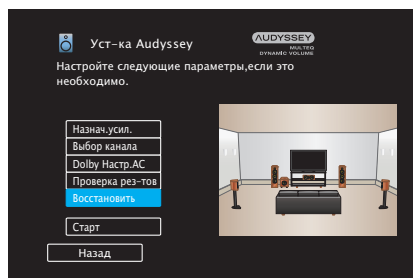 Уст-ка Audyssey
AUDYSSEY
MULTEQ
DYNAMIC VOLUME
Настройте следующие параметры,если это
необходимо.
Назнач.усил.
Выбор канала
Dolby Настр.АС
Проверка рез-тов
Восстановить
Старт
Назад